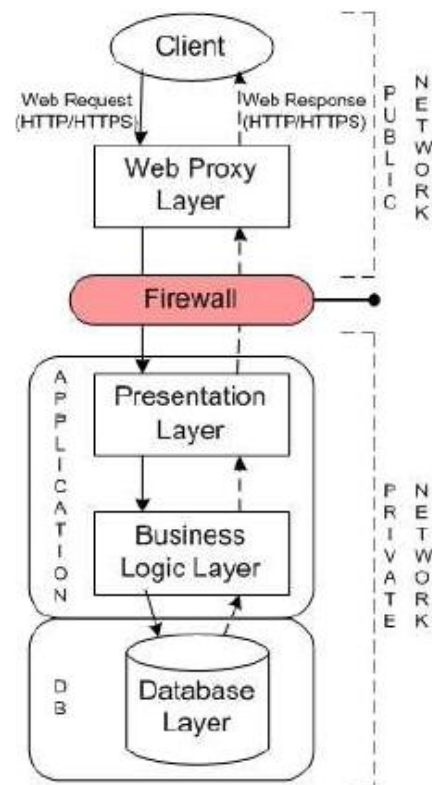 Client
Web Request
(HTTP/HTTPS)
Web Response
(HTTP/HTTPS)
PUBLIC
NETWORK
Web Proxy
Layer
Firewall
APPLICATION
Presentation
Layer
Business
Logic Layer
PRIVATE
NETWORK
DB
Database
Layer